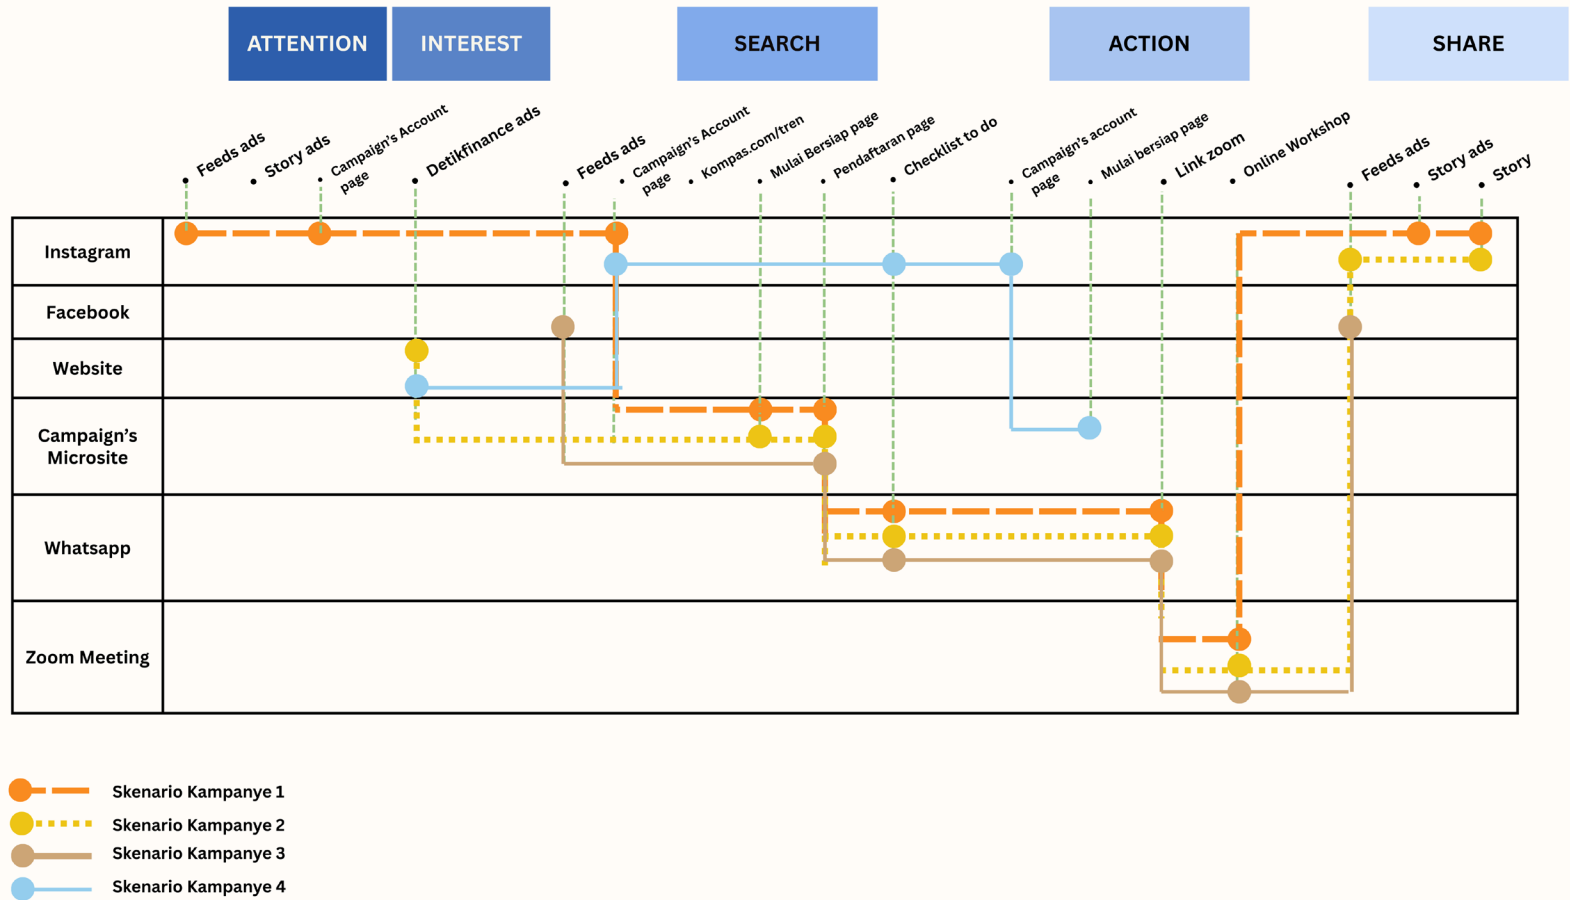 ATTENTION
INTEREST
SEARCH
ACTION
SHARE
Feeds ads
Story ads
Campaign's Account
page
Detikfinance ads
Feeds ads
Campaign's Account
page
Kompas.com/tren
Mulai Bersiap page
Pendaftaran page
Checklist to do
Campaign's account
page
Mulai bersiap page
Link zoom
Online Workshop
Feeds ads
Story ads
Story
Instagram
Facebook
Website
Campaign's
Microsite
Whatsapp
Zoom Meeting
Skenario Kampanye 1
Skenario Kampanye 2
Skenario Kampanye 3
Skenario Kampanye 4